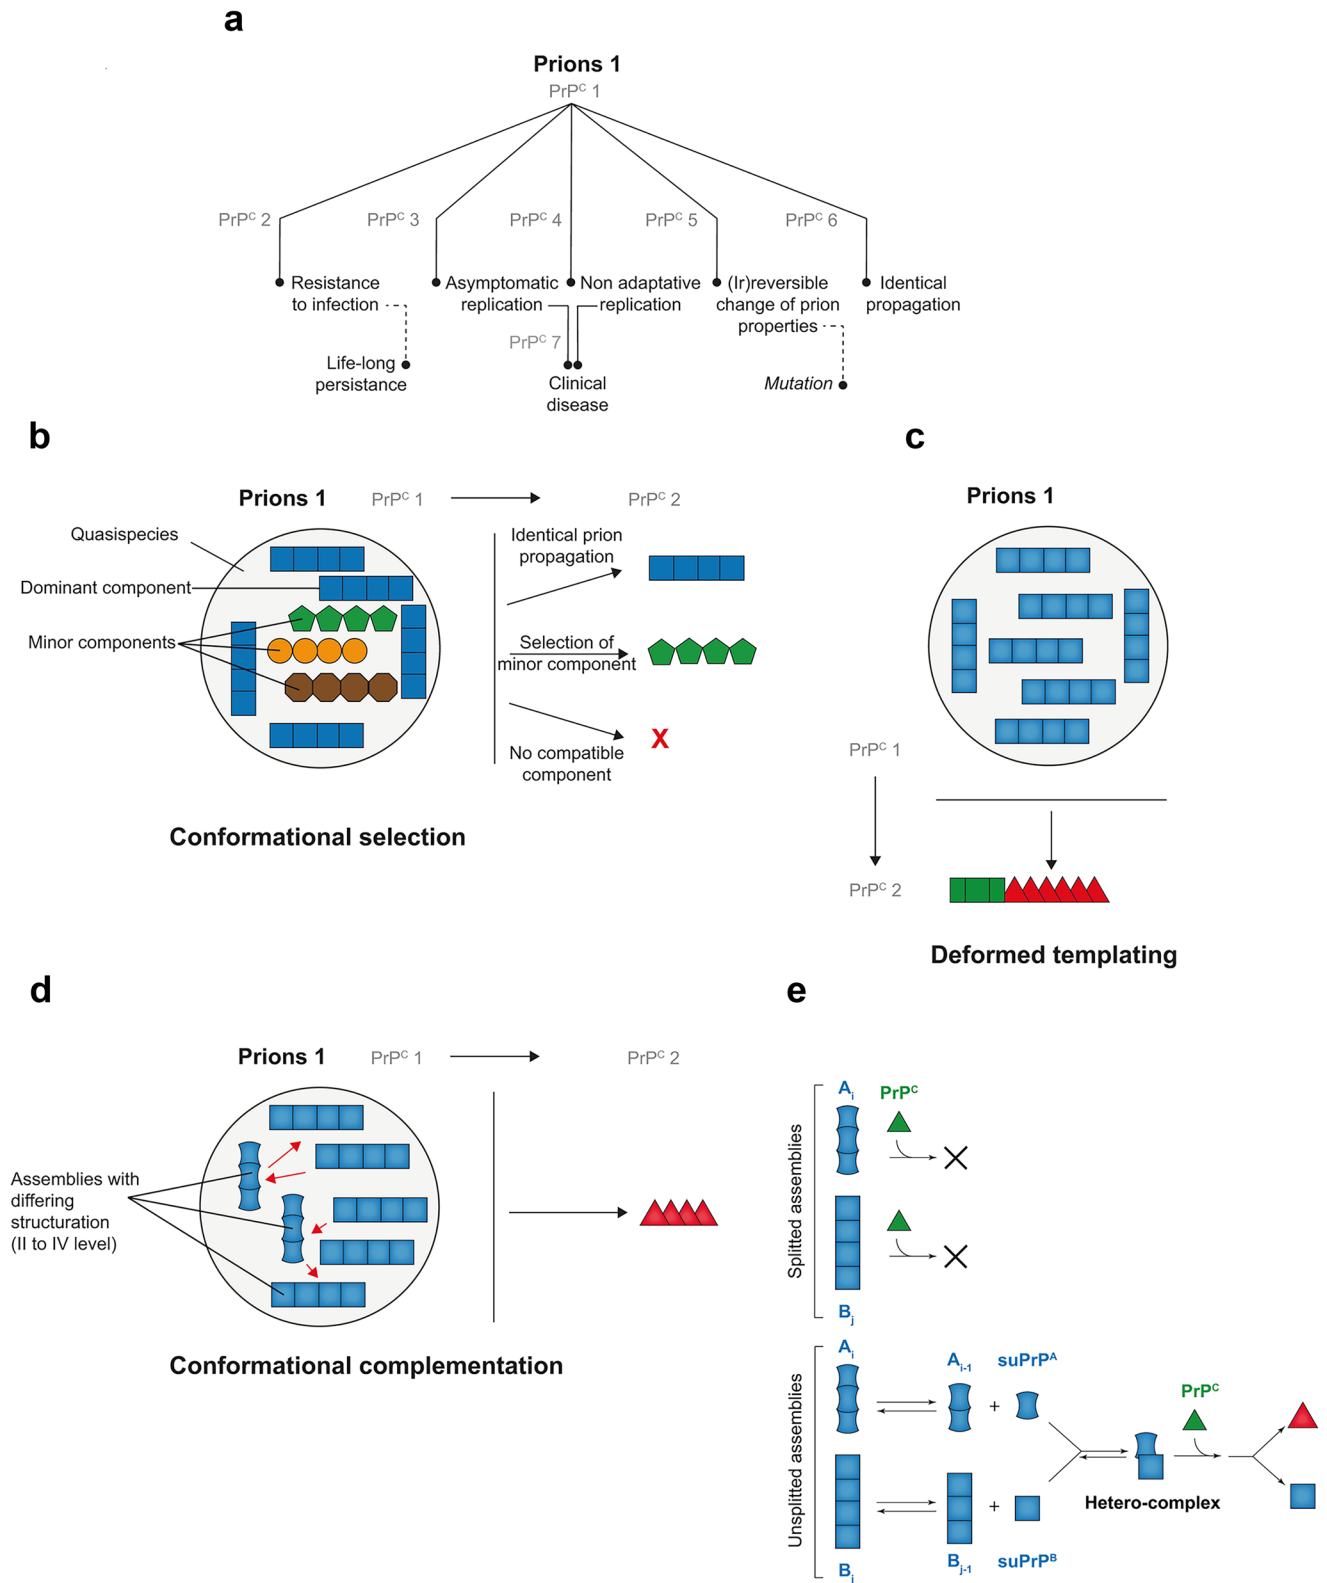 a
Prions 1
PrPᶜ 1
PrPᶜ 2
PrPᶜ 3
PrPᶜ 4
PrPᶜ 5
PrPᶜ 6
Resistance
to infection
Asymptomatic
replication
Non adaptative
replication
(Ir)reversible
change of prion
properties
Identical
propagation
PrPᶜ 7
Life-long
persistance
Clinical
disease
Mutation
b
Prions 1
PrPᶜ 1
PrPᶜ 2
Quasispecies
Dominant component
Minor components
Identical prion
propagation
Selection of
minor component
X
No compatible
component
Conformational selection
c
Prions 1
PrPᶜ 1
PrPᶜ 2
Deformed templating
d
Prions 1
PrPᶜ 1
PrPᶜ 2
Assemblies with
differing
structuration
(II to IV level)
Conformational complementation
e
Splitted assemblies
Aᵢ
PrPᶜ
Bⱼ
Unsplitted assemblies
Aᵢ
Aᵢ₋₁
suPrPᴬ
+
PrPᶜ
Hetero-complex
+
Bⱼ
Bⱼ₋₁
suPrPᴮ